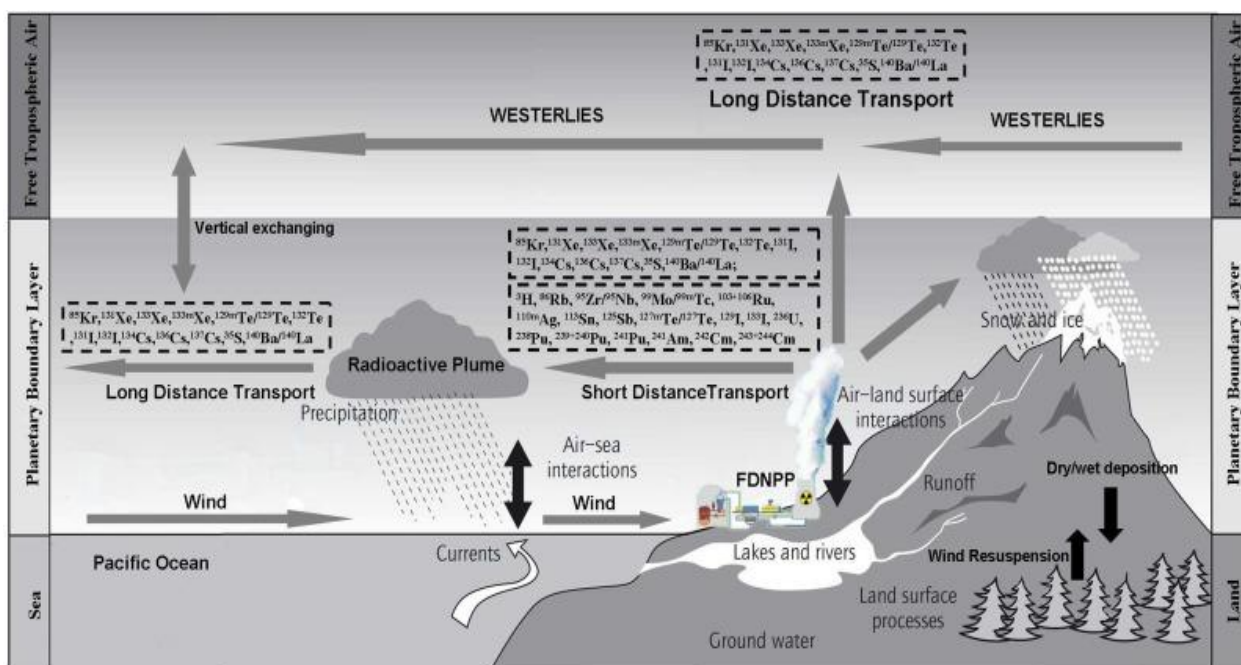 Free Tropospheric Air
Planetary Boundary Layer
Sea
⁸⁵Kr,¹³¹Xe,¹³³Xe,¹³³ᵐXe,¹²⁹ᵐTe/¹²⁹Te,¹³²Te
,¹³¹I,¹³²I,¹³⁴Cs,¹³⁶Cs,¹³⁷Cs,³⁵S,¹⁴⁰Ba/¹⁴⁰La
Long Distance Transport
WESTERLIES
WESTERLIES
Vertical exchanging
⁸⁵Kr,¹³¹Xe,¹³³Xe,¹³³ᵐXe,¹²⁹ᵐTe/¹²⁹Te,¹³²Te,¹³¹I,
¹³²I,¹³⁴Cs,¹³⁶Cs,¹³⁷Cs,³⁵S,¹⁴⁰Ba/¹⁴⁰La;
³H, ⁸⁶Rb, ⁹⁵Zr/⁹⁵Nb, ⁹⁹Mo/⁹⁹ᵐTc, ¹⁰³⁺¹⁰⁶Ru,
¹¹⁰ᵐAg, ¹¹³Sn, ¹²⁵Sb, ¹²⁷ᵐTe/¹²⁷Te, ¹²⁹I, ¹³³I, ²³⁶U,
²³⁸Pu, ²³⁹⁺²⁴⁰Pu, ²⁴¹Pu, ²⁴¹Am, ²⁴²Cm, ²⁴³⁺²⁴⁴Cm
Short DistanceTransport
⁸⁵Kr,¹³¹Xe,¹³³Xe,¹³³ᵐXe,¹²⁹ᵐTe/¹²⁹Te,¹³²Te
,¹³¹I,¹³²I,¹³⁴Cs,¹³⁶Cs,¹³⁷Cs,³⁵S,¹⁴⁰Ba/¹⁴⁰La
Long Distance Transport
Radioactive Plume
Precipitation
Snow and ice
Air-land surface
interactions
Air-sea
interactions
FDNPP
Dry/wet deposition
Runoff
Wind
Wind
Currents
Lakes and rivers
Wind Resuspension
Pacific Ocean
Land surface
processes
Ground water
Free Tropospheric Air
Planetary Boundary Layer
Land